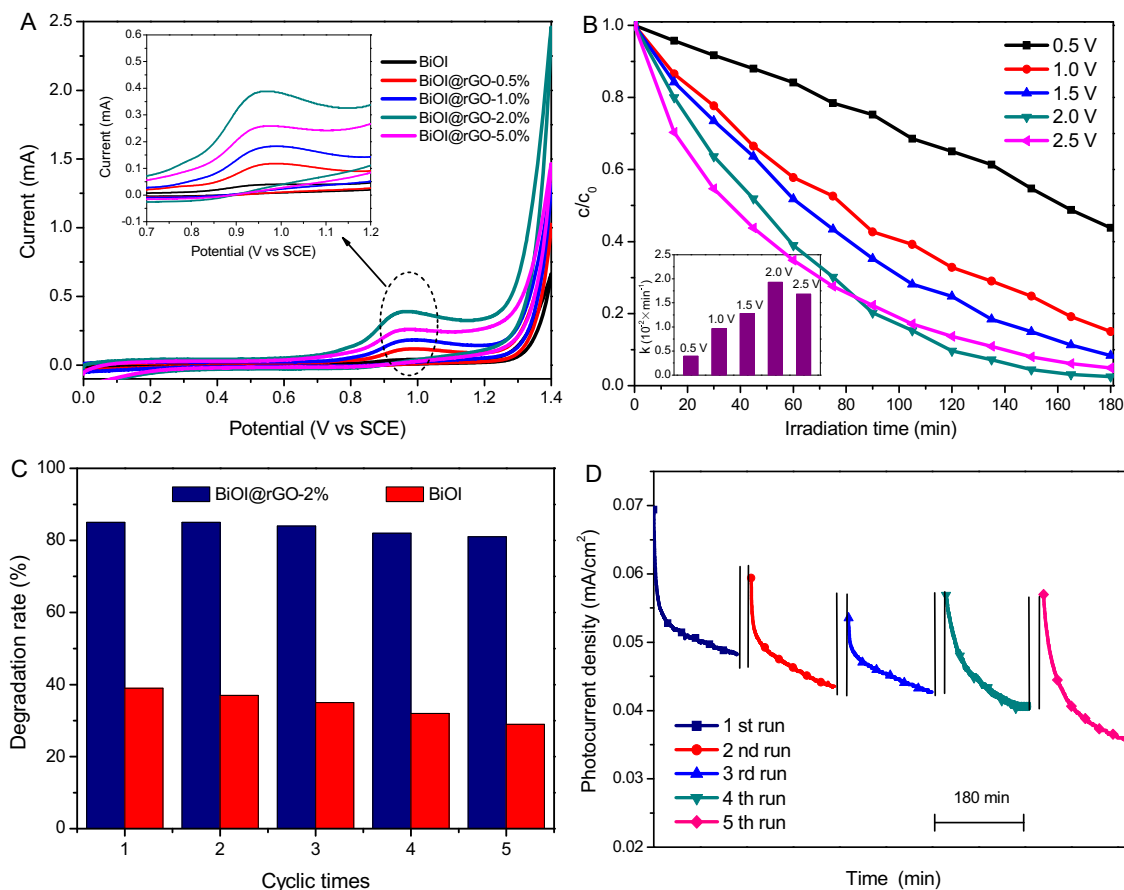 A
2.5
2.0
1.5
1.0
0.5
0.0
Current (mA)
0.0 0.2 0.4 0.6 0.8 1.0 1.2 1.4
Potential (V vs SCE)
BiOI
BiOI@rGO-0.5%
BiOI@rGO-1.0%
BiOI@rGO-2.0%
BiOI@rGO-5.0%
0.6
0.5
0.4
0.3
0.2
0.1
0.0
-0.1
Current (mA)
0.7 0.8 0.9 1.0 1.1 1.2
Potential (V vs SCE)
B
1.0
0.8
0.6
0.4
0.2
0.0
c/c0
0 20 40 60 80 100 120 140 160 180
Irradiation time (min)
0.5 V
1.0 V
1.5 V
2.0 V
2.5 V
2.5
2.0
1.5
1.0
0.5
0.0
k (10⁻²×min⁻¹)
0.5 V
1.0 V
1.5 V
2.0 V
2.5 V
C
100
80
60
40
20
0
Degradation rate (%)
BiOI@rGO-2% BiOI
1 2 3 4 5
Cyclic times
D
0.07
0.06
0.05
0.04
0.03
0.02
Photocurrent density (mA/cm²)
1 st run
2 nd run
3 rd run
4 th run
5 th run
180 min
Time (min)